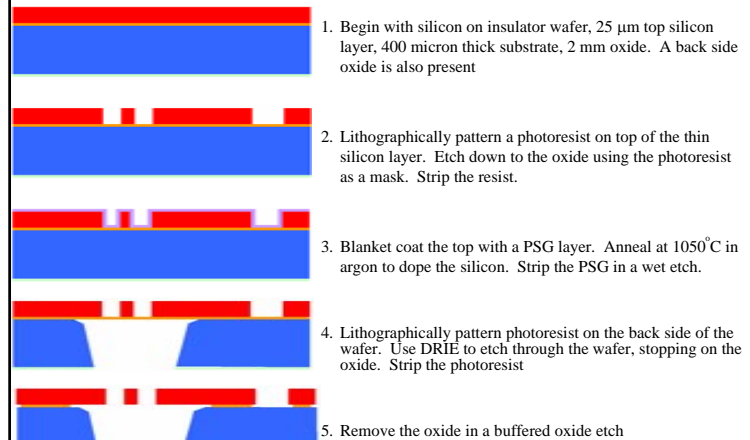 1. Begin with silicon on insulator wafer, 25 μm top silicon
layer, 400 micron thick substrate, 2 mm oxide. A back side
oxide is also present
2. Lithographically pattern a photoresist on top of the thin
silicon layer. Etch down to the oxide using the photoresist
as a mask. Strip the resist.
3. Blanket coat the top with a PSG layer. Anneal at 1050°C in
argon to dope the silicon. Strip the PSG in a wet etch.
4. Lithographically pattern photoresist on the back side of the
wafer. Use DRIE to etch through the wafer, stopping on the
oxide. Strip the photoresist
5. Remove the oxide in a buffered oxide etch